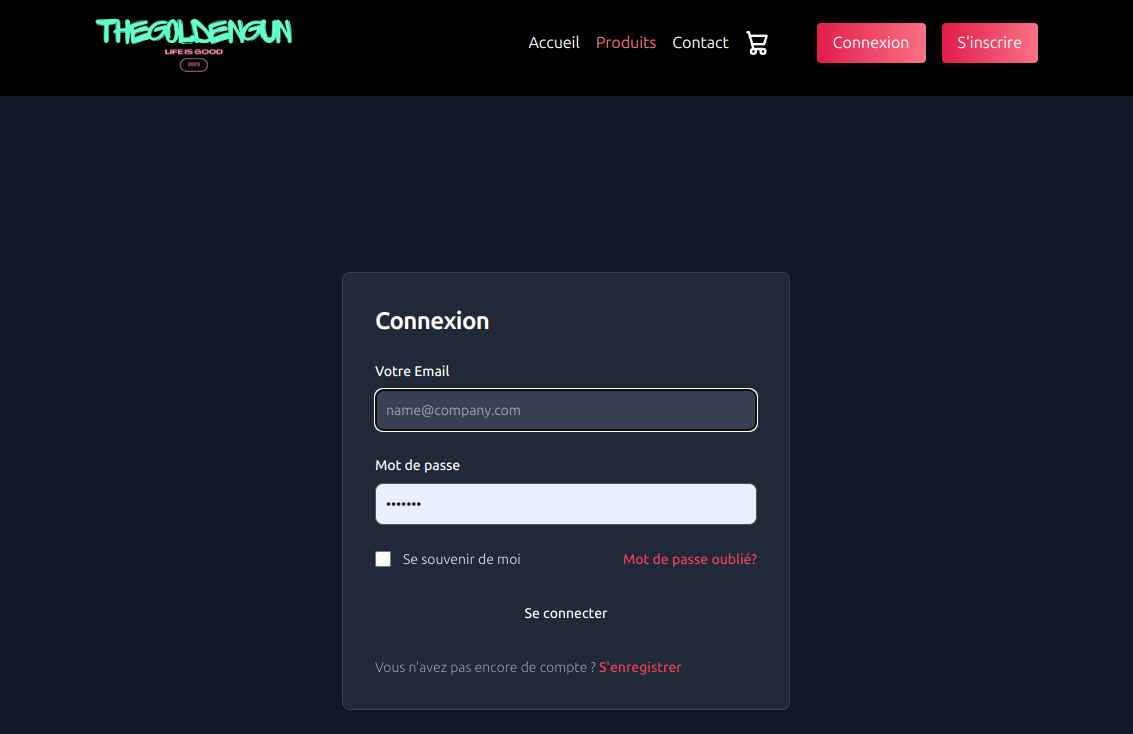 THEGOLDENGUN
LIFE IS GOOD
2023
Accueil Produits Contact Connexion S'inscrire
Connexion
Votre Email
name@company.com
Mot de passe
•••••••
Se souvenir de moi Mot de passe oublié?
Se connecter
Vous n'avez pas encore de compte ? S'enregistrer